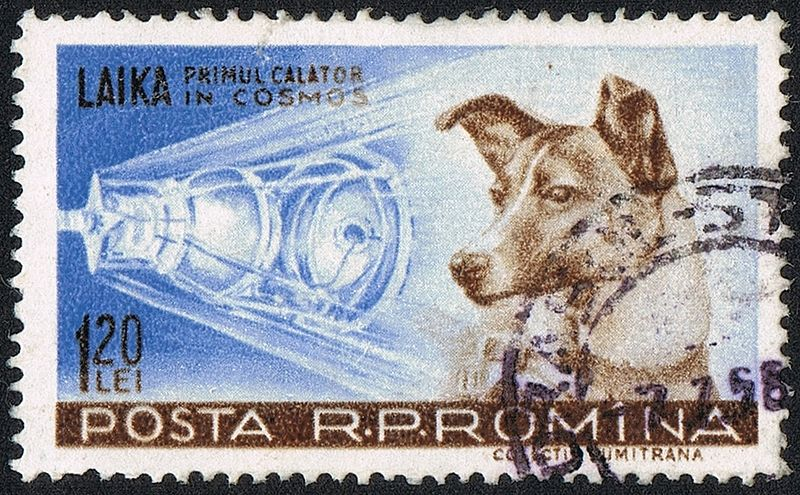 LAIKA PRIMUL CALATOR
IN COSMOS
1 20
LEI
POSTA R.P.ROMINA